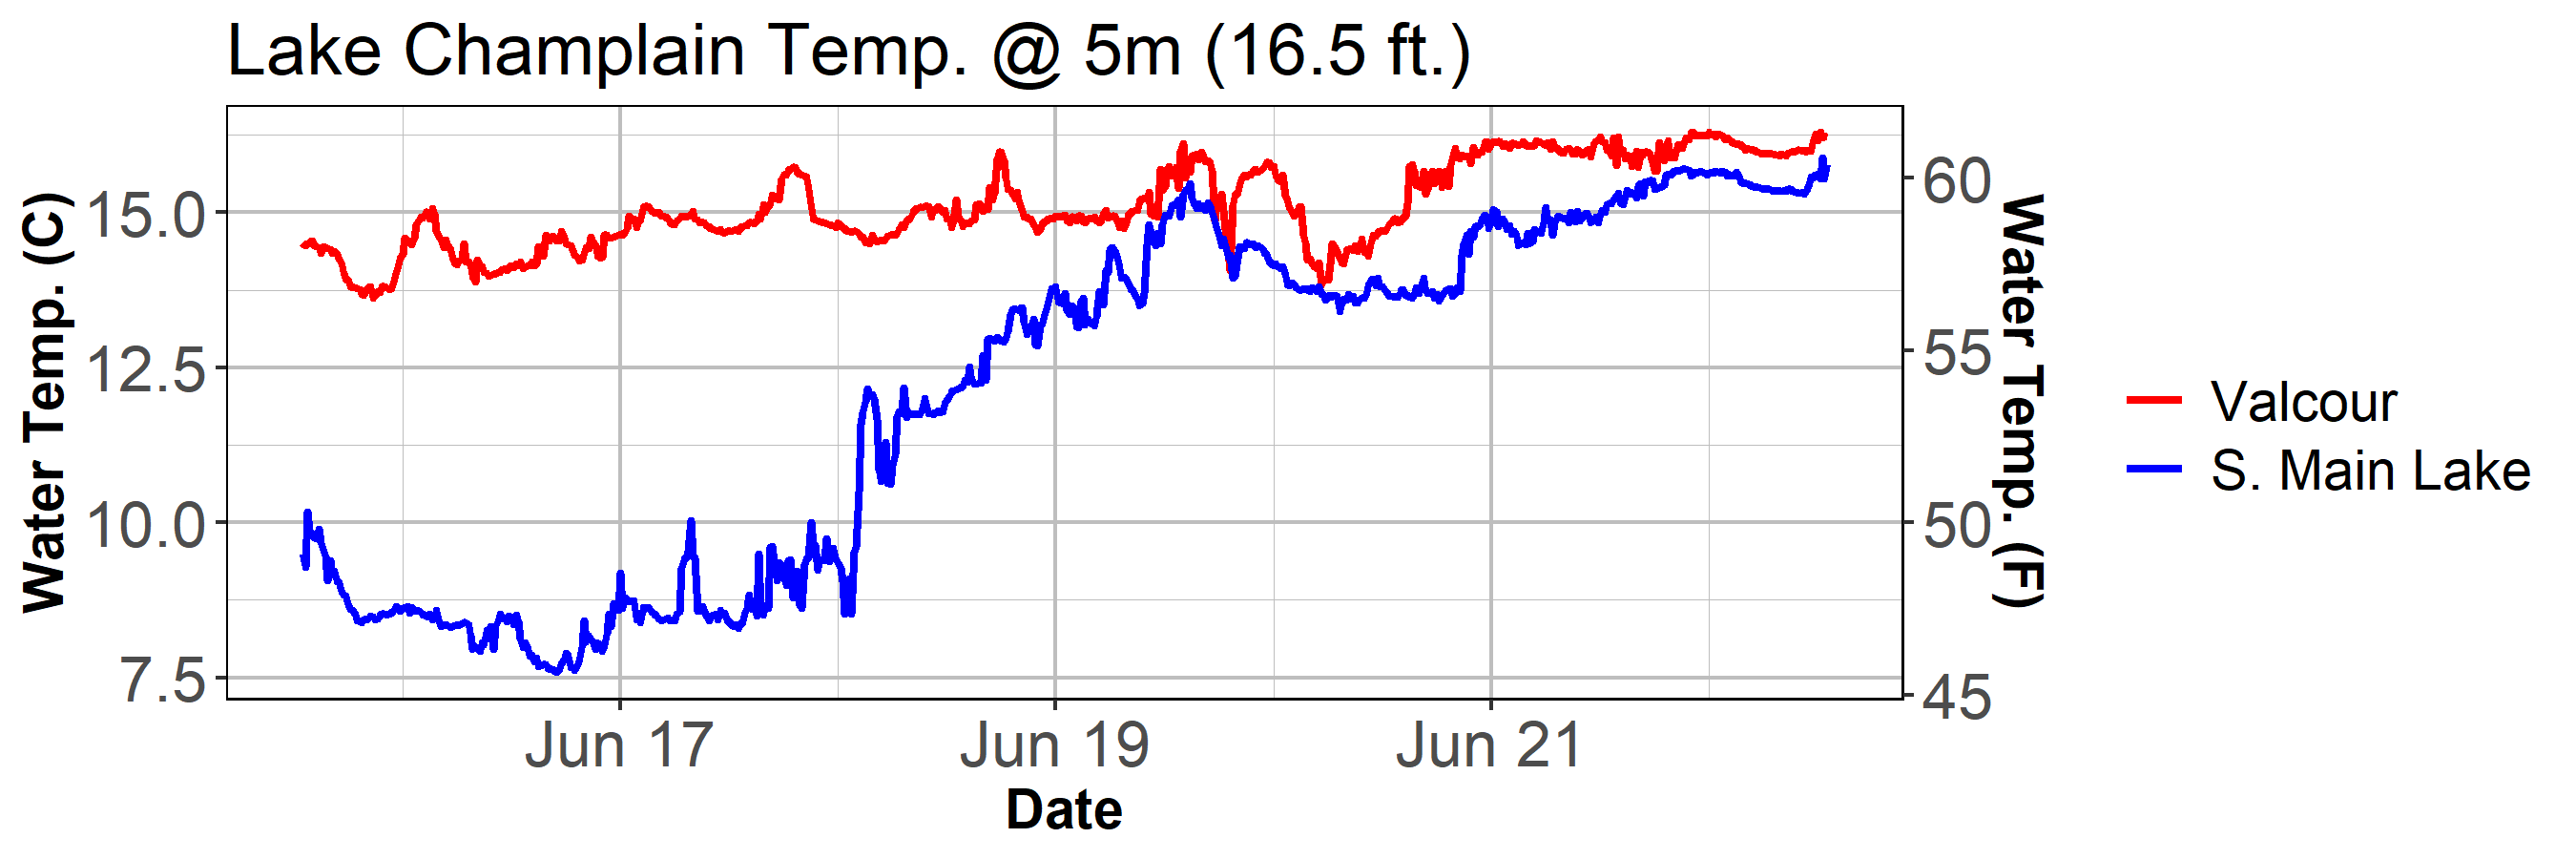 Lake Champlain Temp. @ 5m (16.5 ft.)
Water Temp. (C)
15.0
12.5
10.0
7.5
60
55
50
45
Water Temp. (F)
Jun 17
Jun 19
Jun 21
Date
Valcour
S. Main Lake